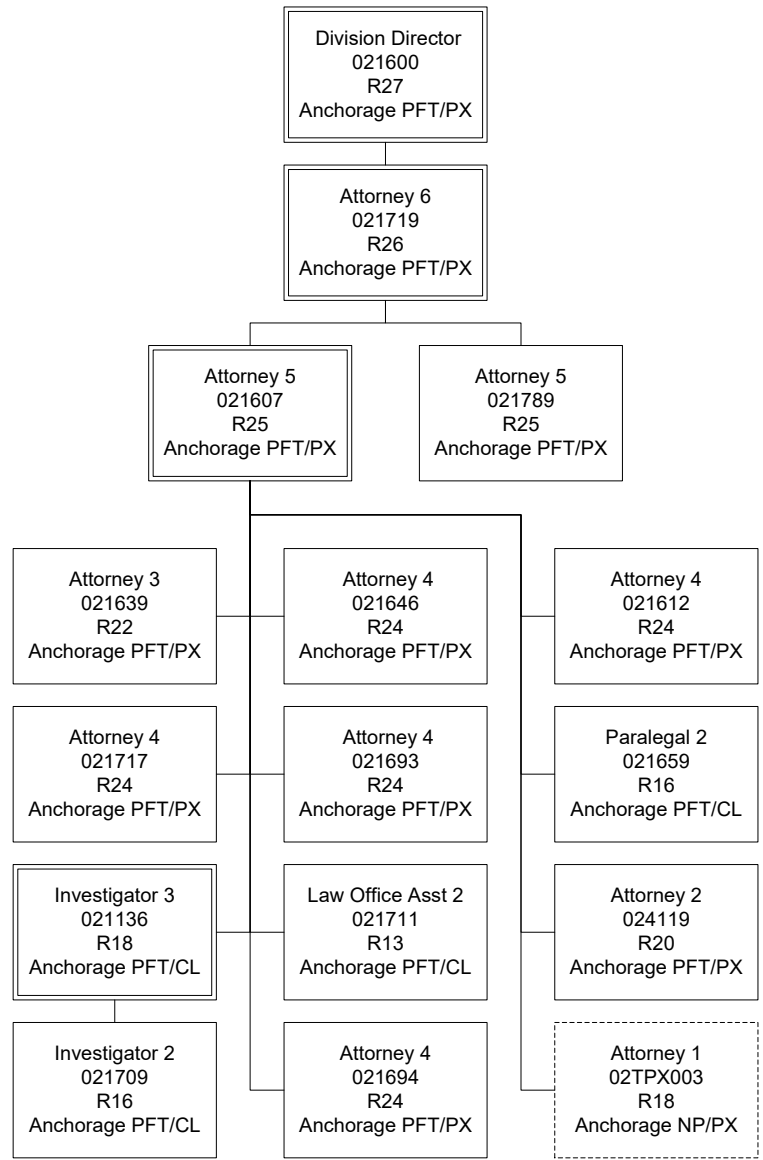 Division Director
021600
R27
Anchorage PFT/PX
Attorney 6
021719
R26
Anchorage PFT/PX
Attorney 5
021607
R25
Anchorage PFT/PX
Attorney 5
021789
R25
Anchorage PFT/PX
Attorney 3
021639
R22
Anchorage PFT/PX
Attorney 4
021646
R24
Anchorage PFT/PX
Attorney 4
021612
R24
Anchorage PFT/PX
Attorney 4
021717
R24
Anchorage PFT/PX
Attorney 4
021693
R24
Anchorage PFT/PX
Paralegal 2
021659
R16
Anchorage PFT/CL
Investigator 3
021136
R18
Anchorage PFT/CL
Law Office Asst 2
021711
R13
Anchorage PFT/CL
Attorney 2
024119
R20
Anchorage PFT/PX
Investigator 2
021709
R16
Anchorage PFT/CL
Attorney 4
021694
R24
Anchorage PFT/PX
Attorney 1
02TPX003
R18
Anchorage NP/PX